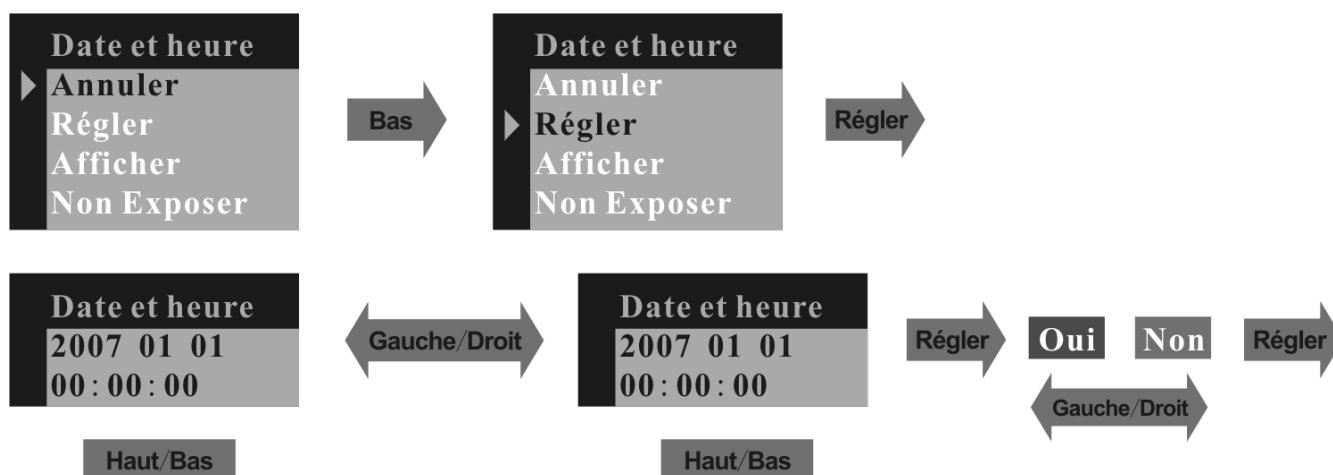 Date et heure
Annuler
Régler
Afficher
Non Exposer
Bas
Date et heure
Annuler
Régler
Afficher
Non Exposer
Régler
Date et heure
2007 01 01
00:00:00
Haut/Bas
Gauche/Droit
Date et heure
2007 01 01
00:00:00
Haut/Bas
Régler
Oui Non
Gauche/Droit
Régler